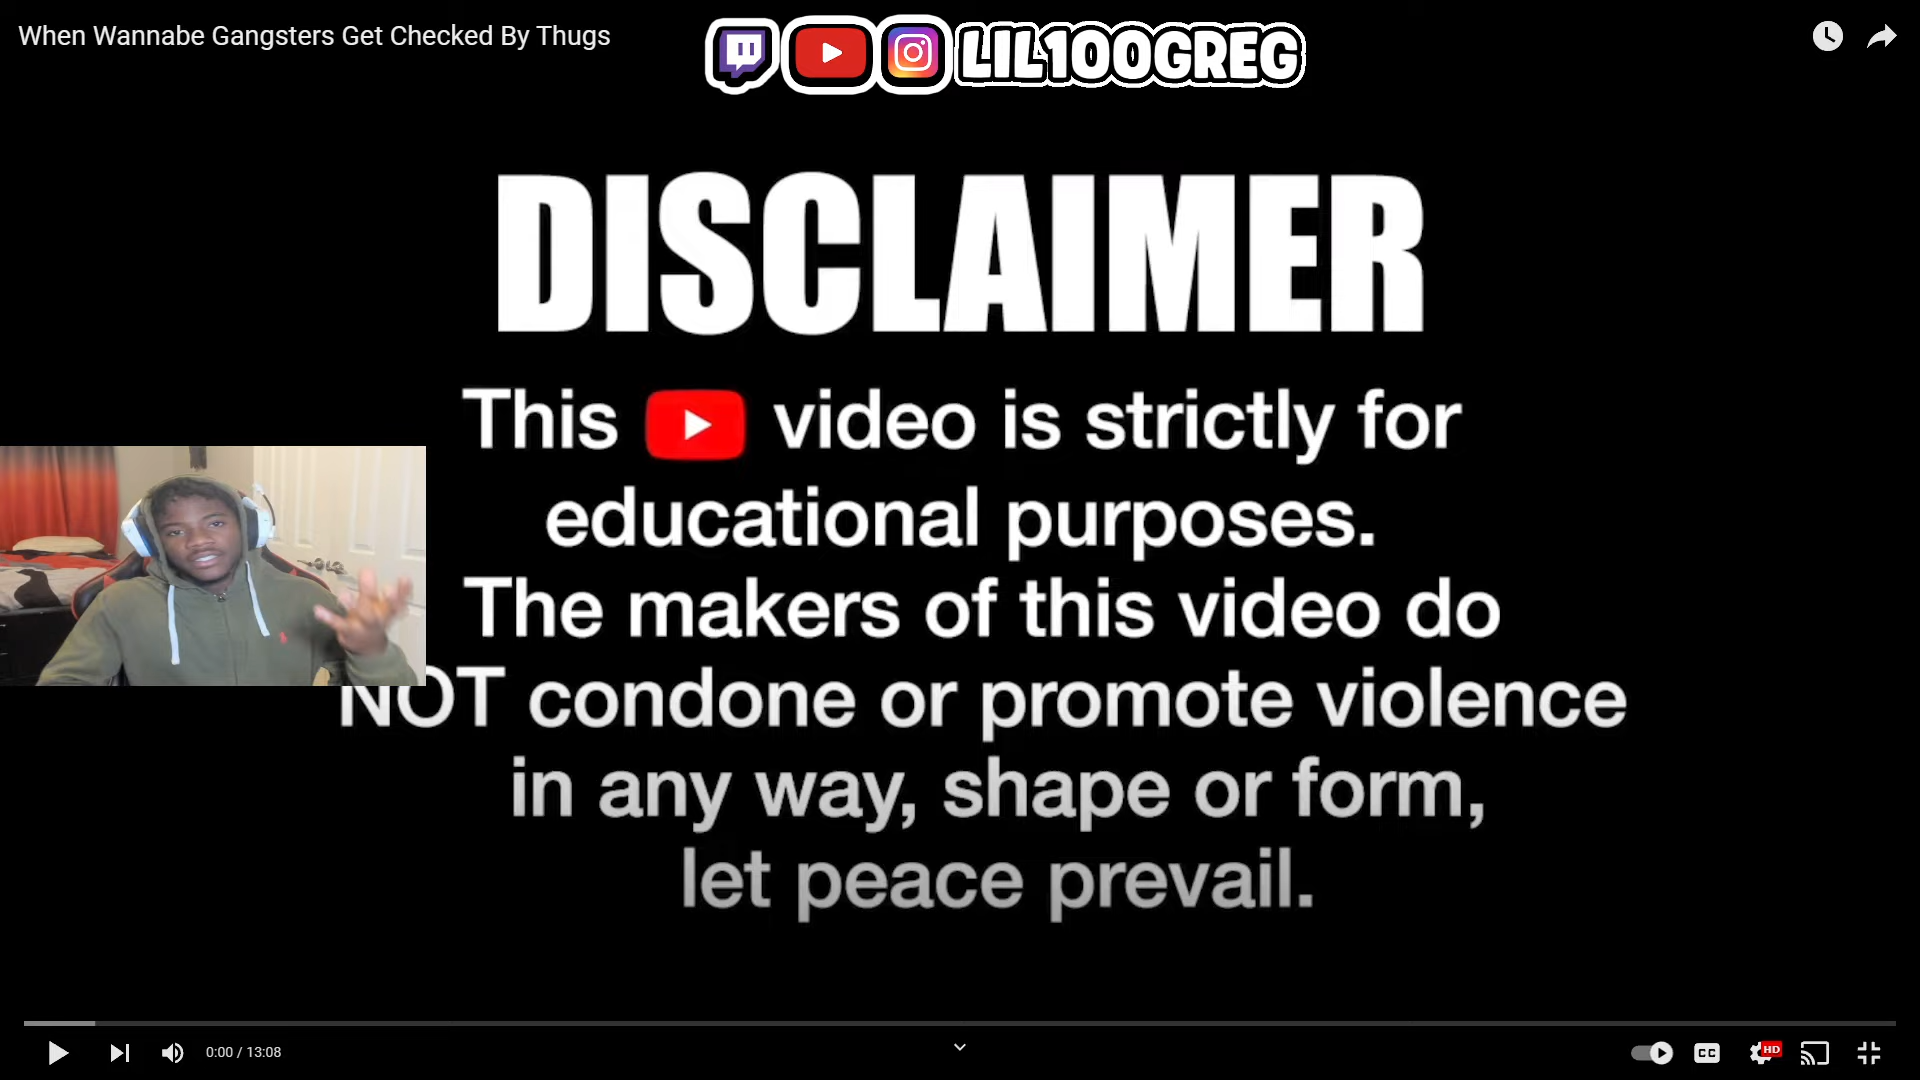 When Wannabe Gangsters Get Checked By Thugs
LIL100GREG
DISCLAIMER
This video is strictly for
educational purposes.
The makers of this video do
NOT condone or promote violence
in any way, shape or form,
let peace prevail.
0:00 / 13:08
CC
HD